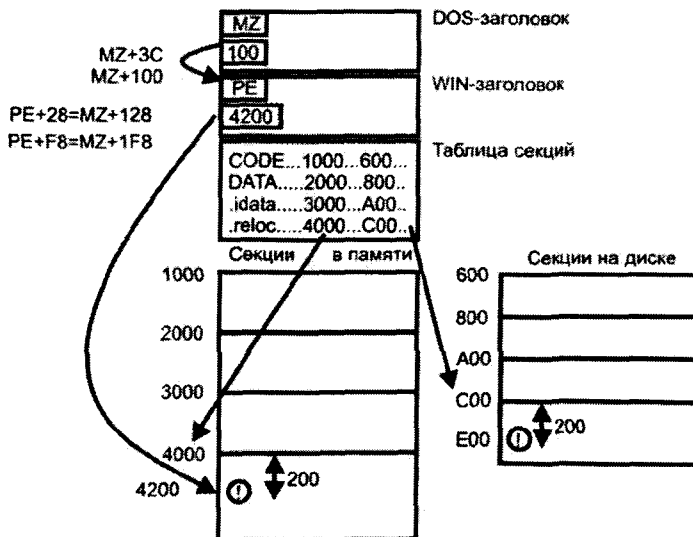 MZ
DOS-заголовок
MZ+3C
100
MZ+100
PE
WIN-заголовок
PE+28=MZ+128
4200
PE+F8=MZ+1F8
Таблица секций
CODE...1000...600...
DATA.....2000...800..
.idata.....3000...A00..
.reloc....4000...C00...
Секции в памяти
Секции на диске
1000
2000
3000
4000
4200
200
600
800
A00
C00
E00
200